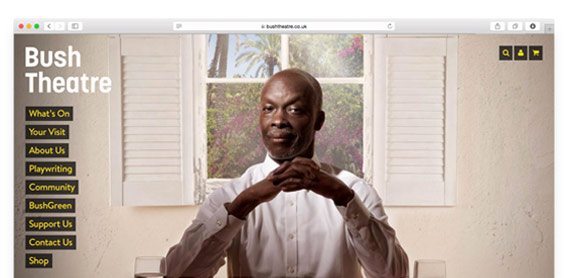 bushtheatre.co.uk
Bush
Theatre
What's On
Your Visit
About Us
Playwriting
Community
BushGreen
Support Us
Contact Us
Shop